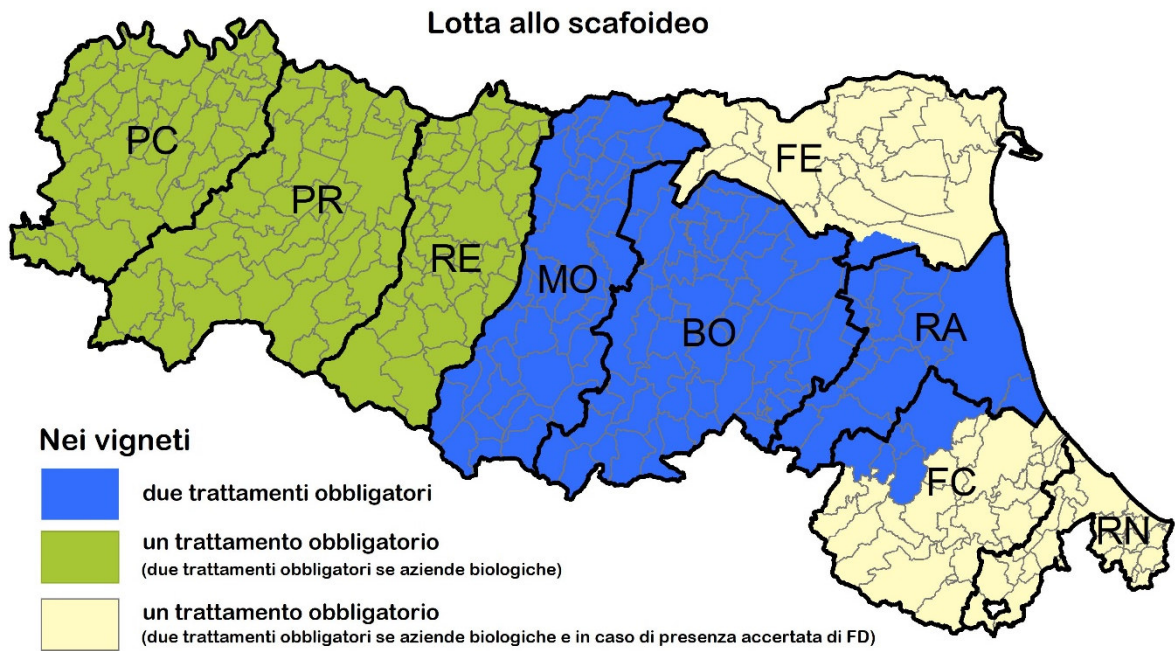 Lotta allo scafoideo
PC
PR
RE
MO
BO
FE
RA
FC
RN
Nei vigneti
due trattamenti obbligatori
un trattamento obbligatorio
(due trattamenti obbligatori se aziende biologiche)
un trattamento obbligatorio
(due trattamenti obbligatori se aziende biologiche e in caso di presenza accertata di FD)